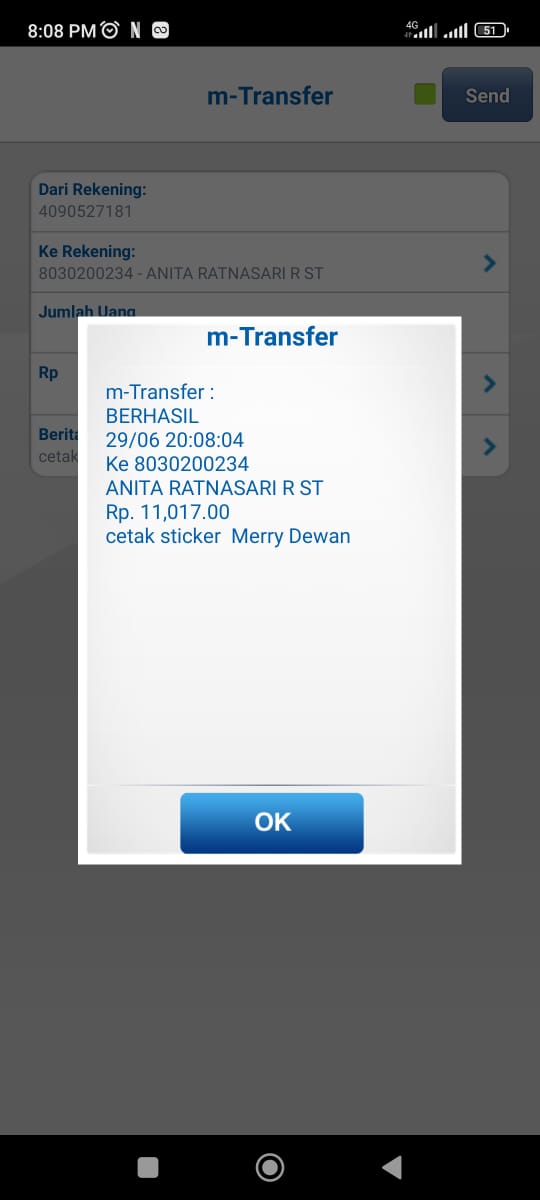 8:08 PM
4G
51
m-Transfer
Send
Dari Rekening:
4090527181
Ke Rekening:
8030200234 - ANITA RATNASARI R ST
Jumlah Uang
Rp
Berita
cetak
m-Transfer
m-Transfer :
BERHASIL
29/06 20:08:04
Ke 8030200234
ANITA RATNASARI R ST
Rp. 11,017.00
cetak sticker  Merry Dewan
OK